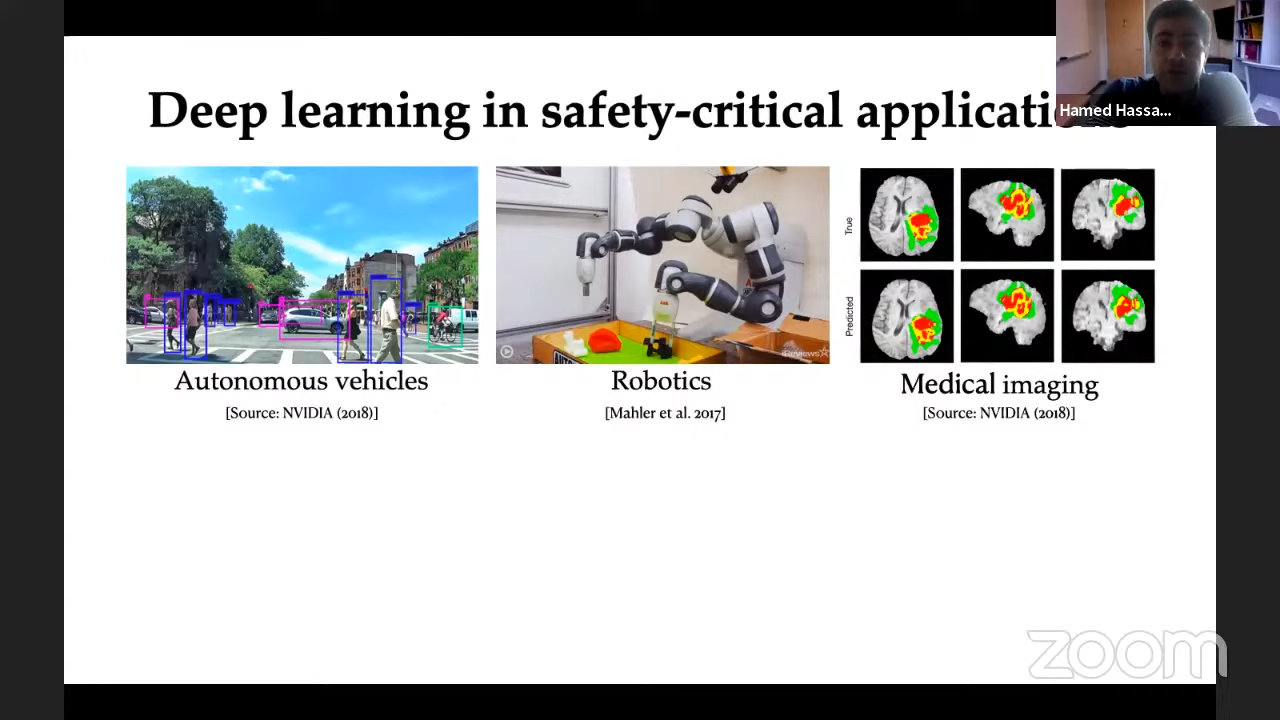 Deep learning in safety-critical applications
Hamed Hassa...
True
Predicted
Autonomous vehicles
[Source: NVIDIA (2018)]
Robotics
[Mahler et al. 2017]
Medical imaging
[Source: NVIDIA (2018)]
zoom